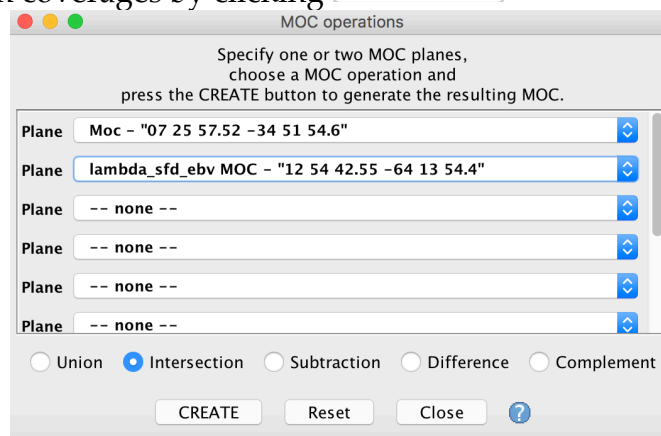 coverages by clicking
MOC operations
Specify one or two MOC planes,
choose a MOC operation and
press the CREATE button to generate the resulting MOC.
Plane Moc - "07 25 57.52 -34 51 54.6"
Plane lambda_sfd_ebv MOC - "12 54 42.55 -64 13 54.4"
Plane -- none --
Plane -- none --
Plane -- none --
Plane -- none --
Union Intersection Subtraction Difference Complement
CREATE Reset Close ?